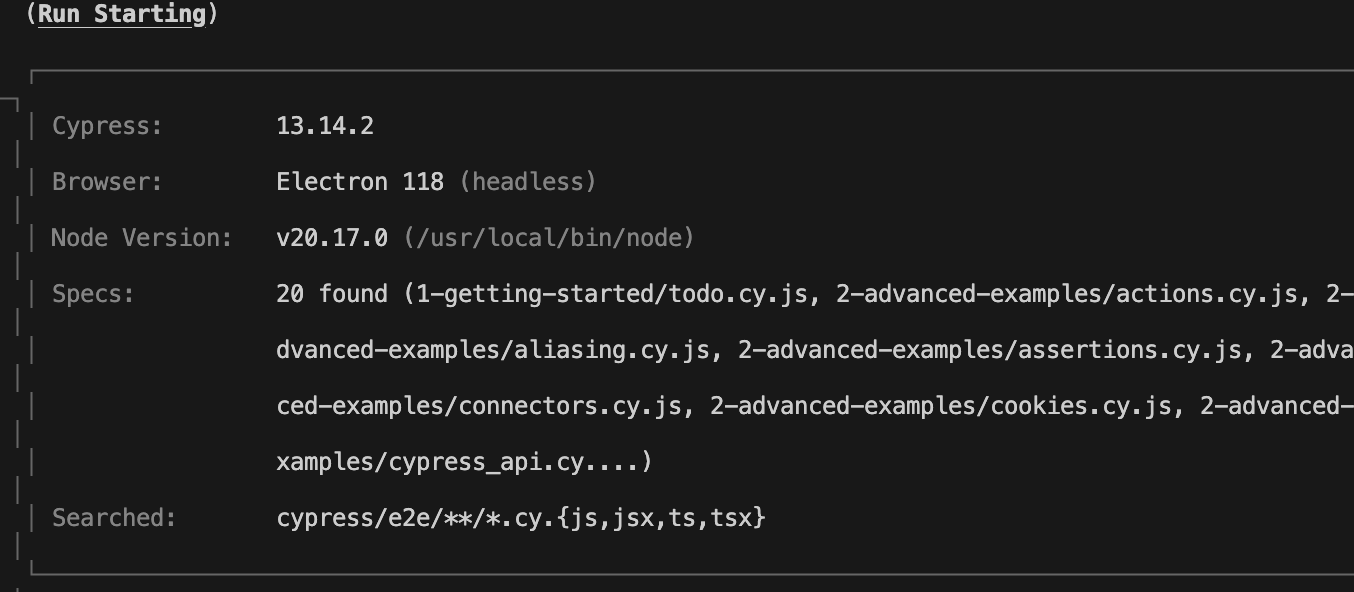 (Run Starting)
Cypress: 13.14.2
Browser: Electron 118 (headless)
Node Version: v20.17.0 (/usr/local/bin/node)
Specs: 20 found (1-getting-started/todo.cy.js, 2-advanced-examples/actions.cy.js, 2-
dvanced-examples/aliasing.cy.js, 2-advanced-examples/assertions.cy.js, 2-adva
ced-examples/connectors.cy.js, 2-advanced-examples/cookies.cy.js, 2-advanced-
xamples/cypress_api.cy....)
Searched: cypress/e2e/**/*.cy.{js,jsx,ts,tsx}